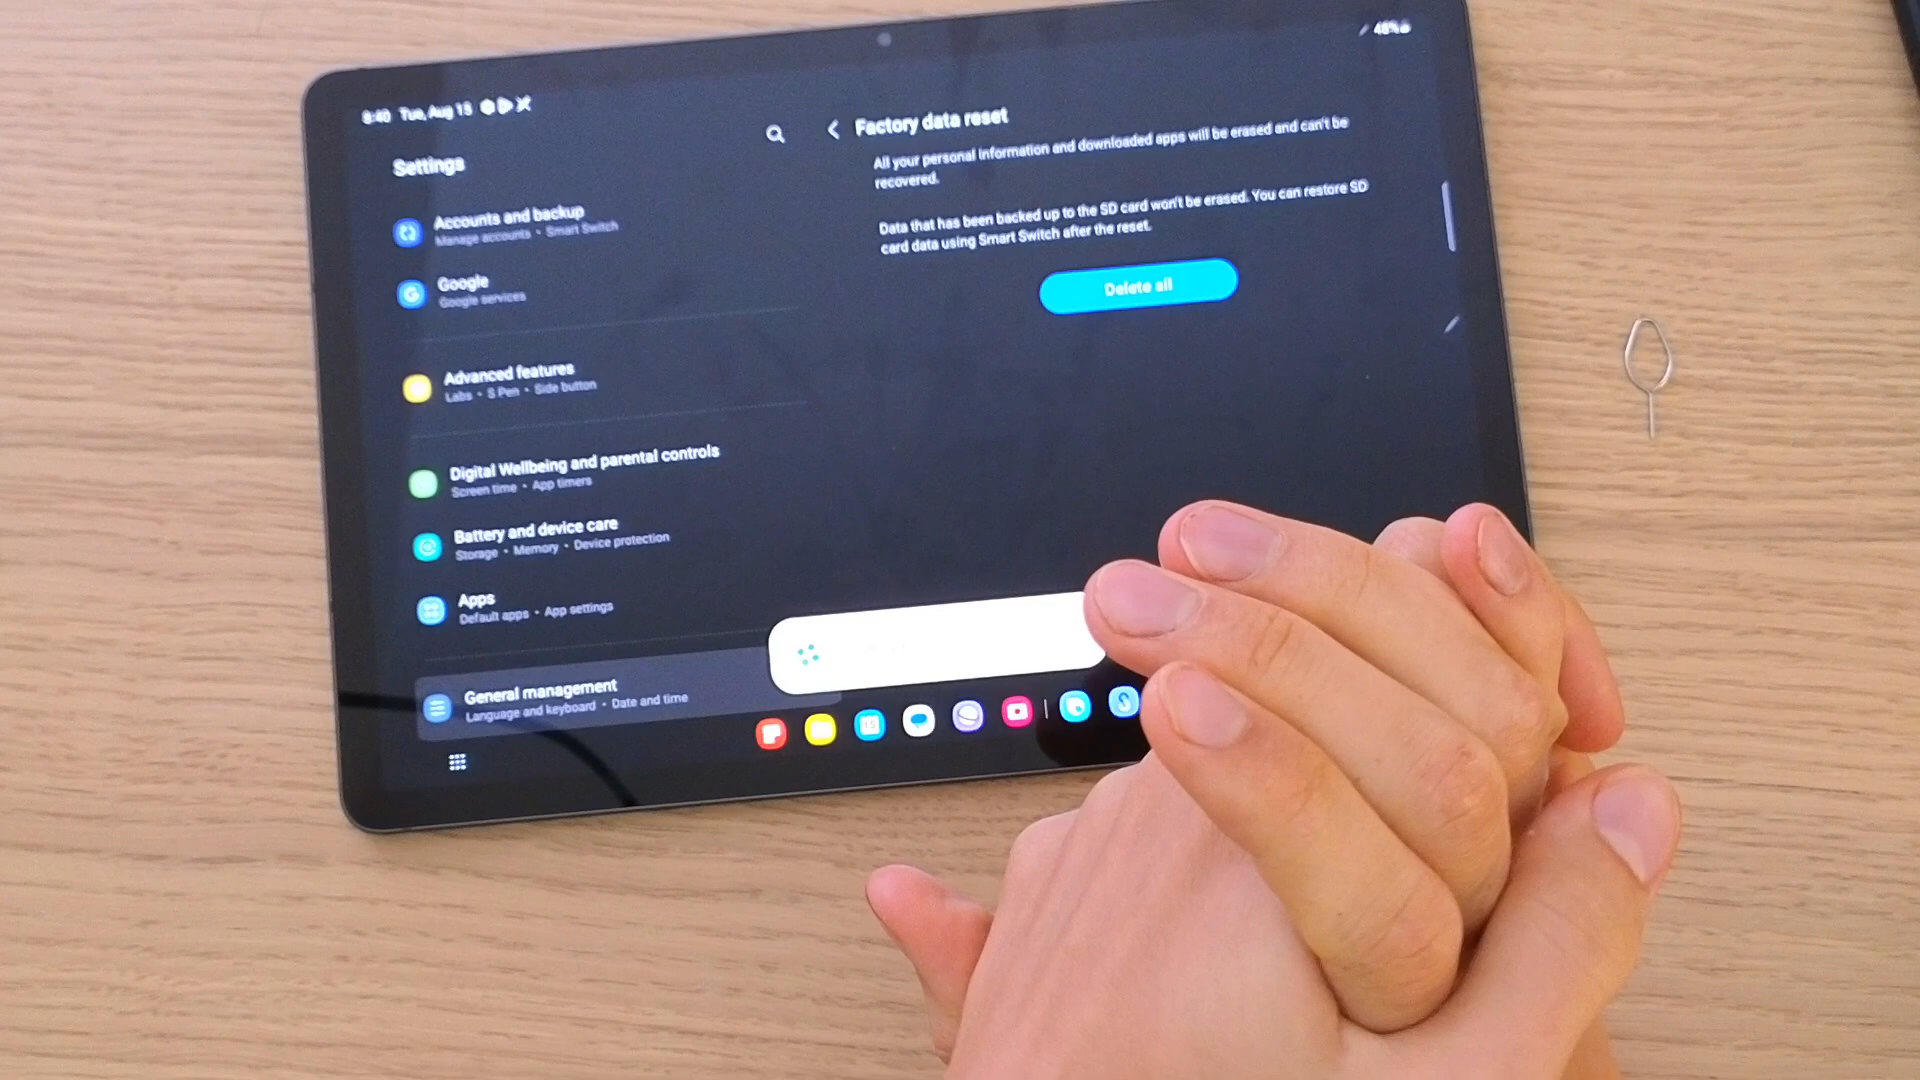 8:40 Tue, Aug 15
48%
Settings
Accounts and backup
Manage accounts • Smart Switch
Google
Google services
Advanced features
Labs • S Pen • Side button
Digital Wellbeing and parental controls
Screen time • App timers
Battery and device care
Storage • Memory • Device protection
Apps
Default apps • App settings
General management
Language and keyboard • Date and time
Factory data reset
All your personal information and downloaded apps will be erased and can't be
recovered.
Data that has been backed up to the SD card won't be erased. You can restore SD
card data using Smart Switch after the reset.
Delete all